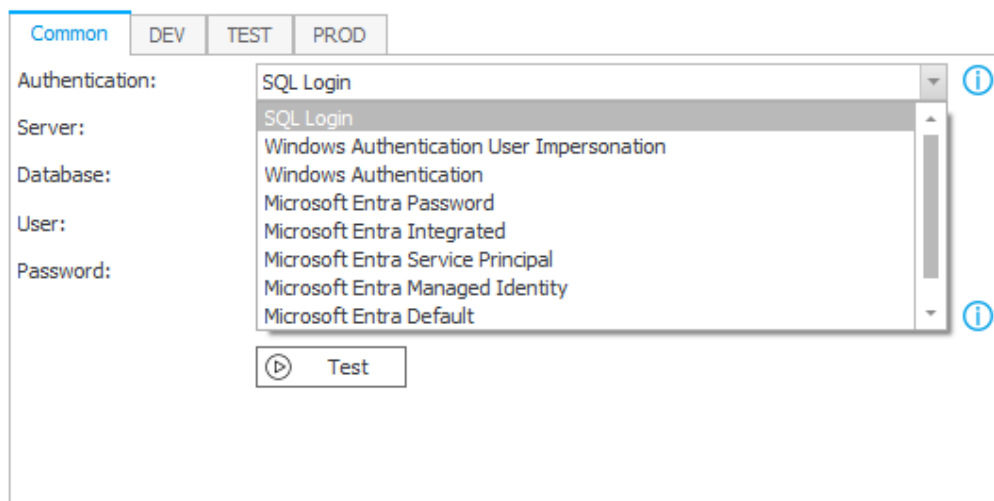 Common DEV TEST PROD
Authentication: SQL Login
SQL Login
Server:
Windows Authentication User Impersonation
Database: Windows Authentication
Microsoft Entra Password
User: Microsoft Entra Integrated
Microsoft Entra Service Principal
Password:
Microsoft Entra Managed Identity
Microsoft Entra Default
Test